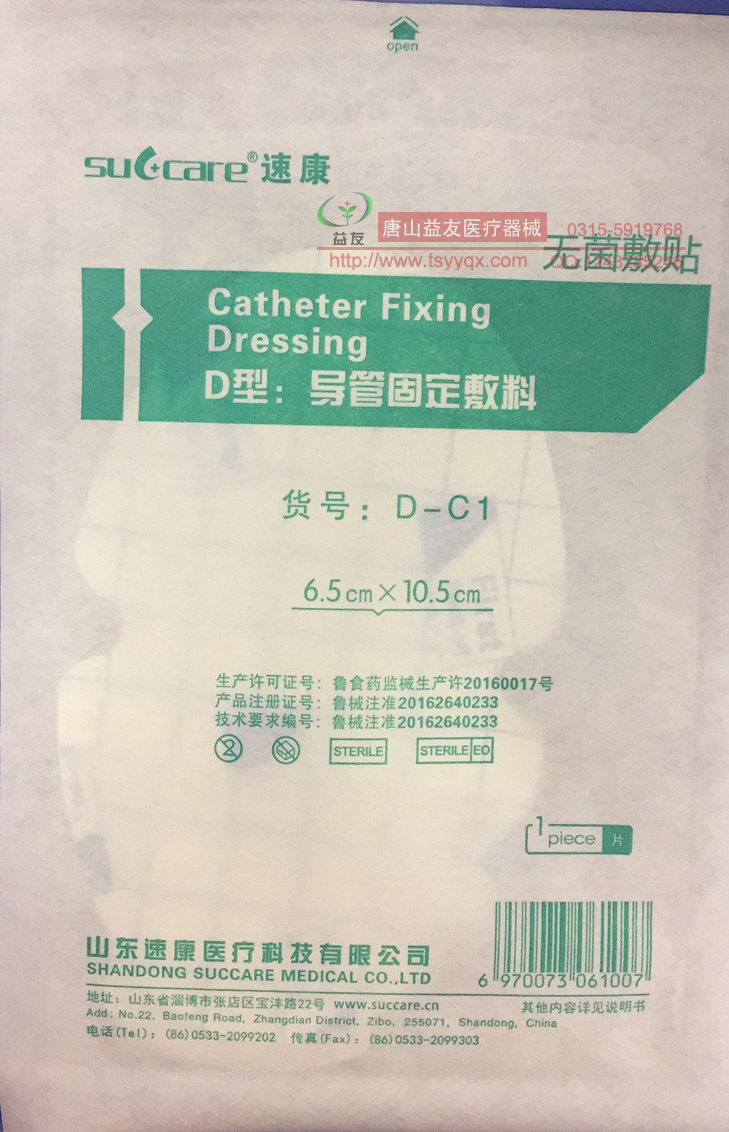 open
succare®速康
益友
唐山益友医疗器械
0315-5919768
http://www.tsyyqx.com
无菌敷贴
Catheter Fixing
Dressing
D型：导管固定敷料
货号：D-C1
6.5cm×10.5cm
生产许可证号：鲁食药监械生产许20160017号
产品注册证号：鲁械注准20162640233
技术要求编号：鲁械注准20162640233
2
STERILE
STERILE EO
1 piece 片
山东速康医疗科技有限公司
SHANDONG SUCCARE MEDICAL CO.,LTD
6 970073 061007
地址：山东省淄博市张店区宝沣路22号 www.succare.cn
其他内容详见说明书
Add: No.22, Baofeng Road, Zhangdian District, Zibo, 255071, Shandong, China
电话(Tel)：(86)0533-2099202 传真(Fax)：(86)0533-2099303